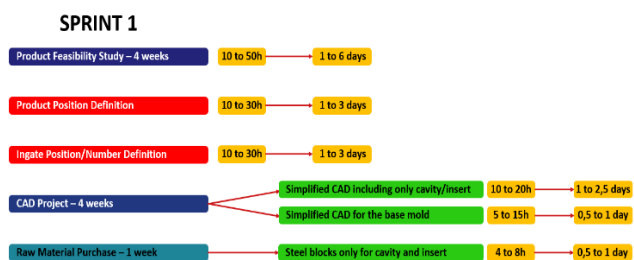 SPRINT 1
Product Feasibility Study – 4 weeks 10 to 50h 1 to 6 days
Product Position Definition 10 to 30h 1 to 3 days
Ingate Position/Number Definition 10 to 30h 1 to 3 days
Simplified CAD including only cavity/insert 10 to 20h 1 to 2,5 days
CAD Project – 4 weeks
Simplified CAD for the base mold 5 to 15h 0,5 to 1 day
Raw Material Purchase – 1 week Steel blocks only for cavity and insert 4 to 8h 0,5 to 1 day